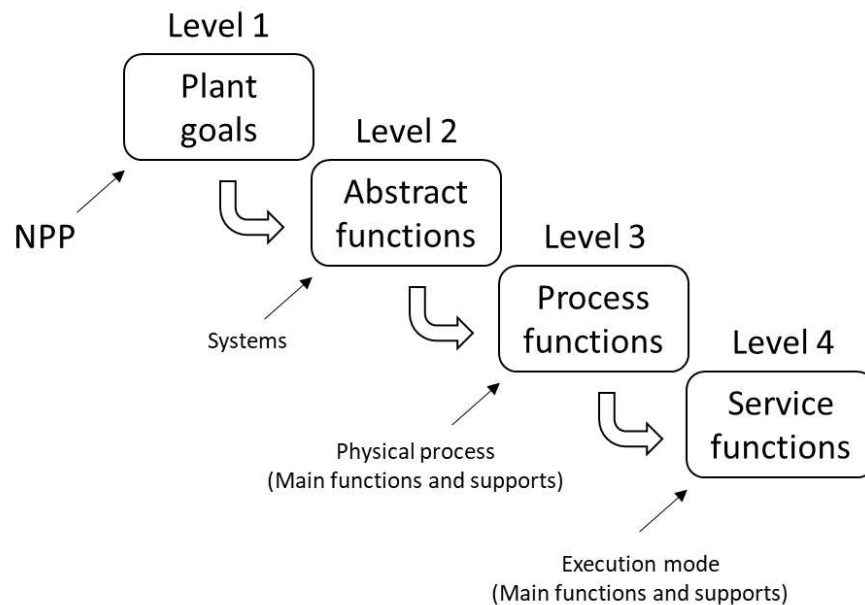 Level 1
Plant
goals
NPP
Level 2
Abstract
functions
Systems
Level 3
Process
functions
Physical process
(Main functions and supports)
Level 4
Service
functions
Execution mode
(Main functions and supports)